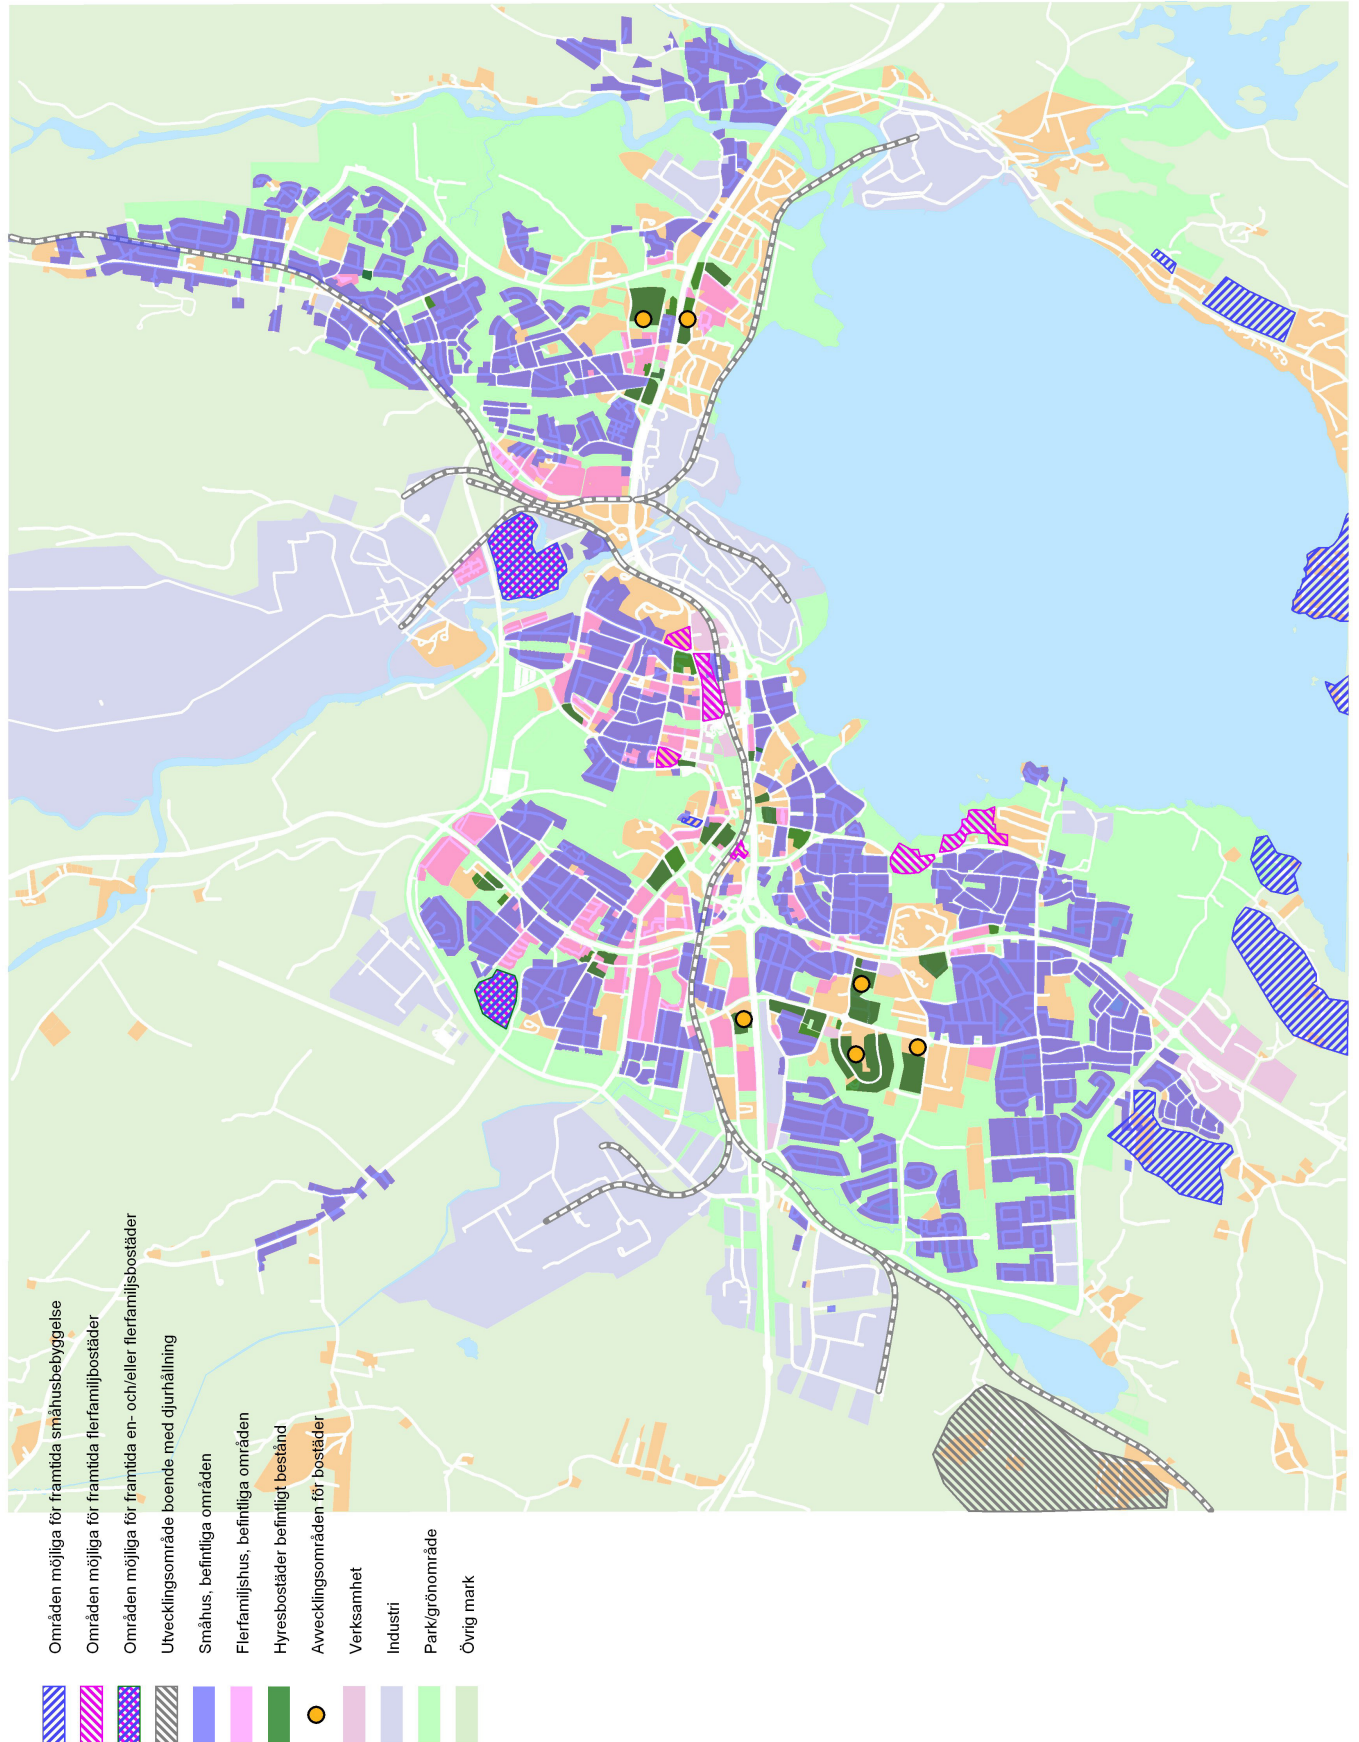 Områden möjliga för framtida småhusbebyggelse
Områden möjliga för framtida flerfamiljbostäder
Områden möjliga för framtida en- och/eller flerfamiljsbostäder
Utvecklingsområde boende med djurhållning
Småhus, befintliga områden
Flerfamiljshus, befintliga områden
Hyresbostäder befintligt bestånd
Avvecklingsområden för bostäder
Verksamhet
Industri
Park/grönområde
Övrig mark